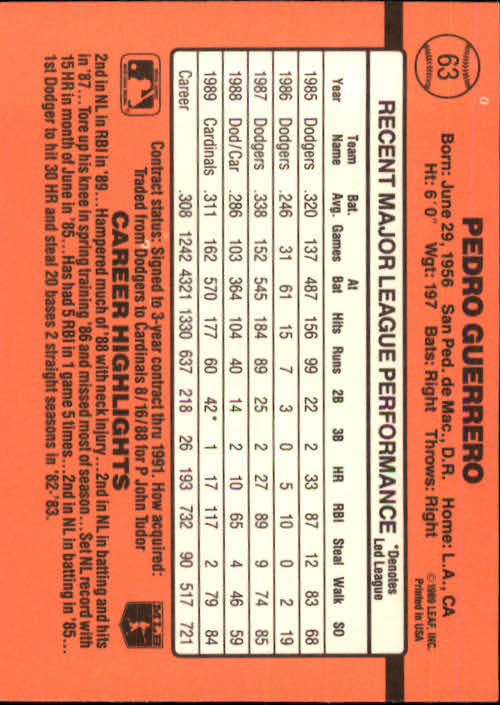 63
PEDRO GUERRERO
Born: June 29, 1956 San Ped. de Mac., D.R. Home: L.A., CA
Ht: 6' 0" Wgt: 197 Bats: Right Throws: Right
© 1989 LEAF, INC.
Printed in USA
RECENT MAJOR LEAGUE PERFORMANCE *Denotes Led League
Year Team Name Bat. Avg. Games At Bat Hits Runs 2B 3B HR RBI Steal Walk SO
1985 Dodgers .320 137 487 156 99 22 2 33 87 12 83 68
1986 Dodgers .246 31 61 15 7 3 0 5 10 0 2 19
1987 Dodgers .338 152 545 184 89 25 2 27 89 9 74 85
1988 Dod/Car .286 103 364 104 40 14 2 10 65 4 46 59
1989 Cardinals .311 162 570 177 60 42* 1 17 117 2 79 84
Career .308 1242 4321 1330 637 218 26 193 732 90 517 721
MAJOR LEAGUE BASEBALL
Contract status: Signed to 3-year contract thru 1991. How acquired:
Traded from Dodgers to Cardinals 8/16/88 for P John Tudor
MLB
CAREER HIGHLIGHTS
2nd in NL in RBI in '89... Hampered much of '88 with neck injury...2nd in NL in batting and hits
in '87... Tore up his knee in spring training '86 and missed most of season... Set NL record with
15 HR in month of June in '85... Has had 5 RBI in 1 game 5 times... 2nd in NL in batting in '85...
1st Dodger to hit 30 HR and steal 20 bases 2 straight seasons in '82-'83.